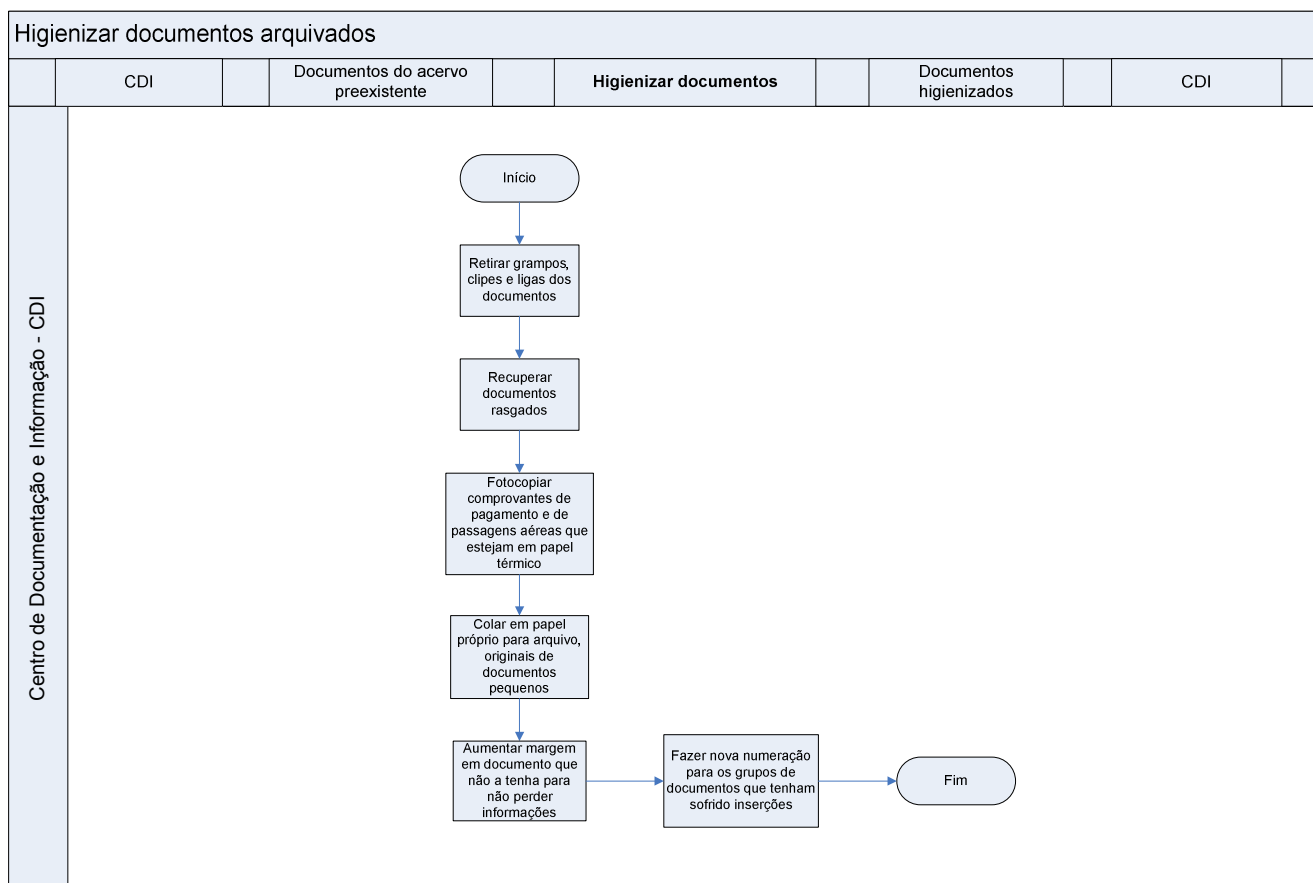 Higienizar documentos arquivados
CDI
Documentos do acervo
preexistente
Higienizar documentos
Documentos
higienizados
CDI
Centro de Documentação e Informação - CDI
Início
Retirar grampos,
clipes e ligas dos
documentos
Recuperar
documentos
rasgados
Fotocopiar
comprovantes de
pagamento e de
passagens aéreas que
estejam em papel
térmico
Colar em papel
próprio para arquivo,
originais de
documentos
pequenos
Aumentar margem
em documento que
não a tenha para
não perder
informações
Fazer nova numeração
para os grupos de
documentos que tenham
sofrido inserções
Fim